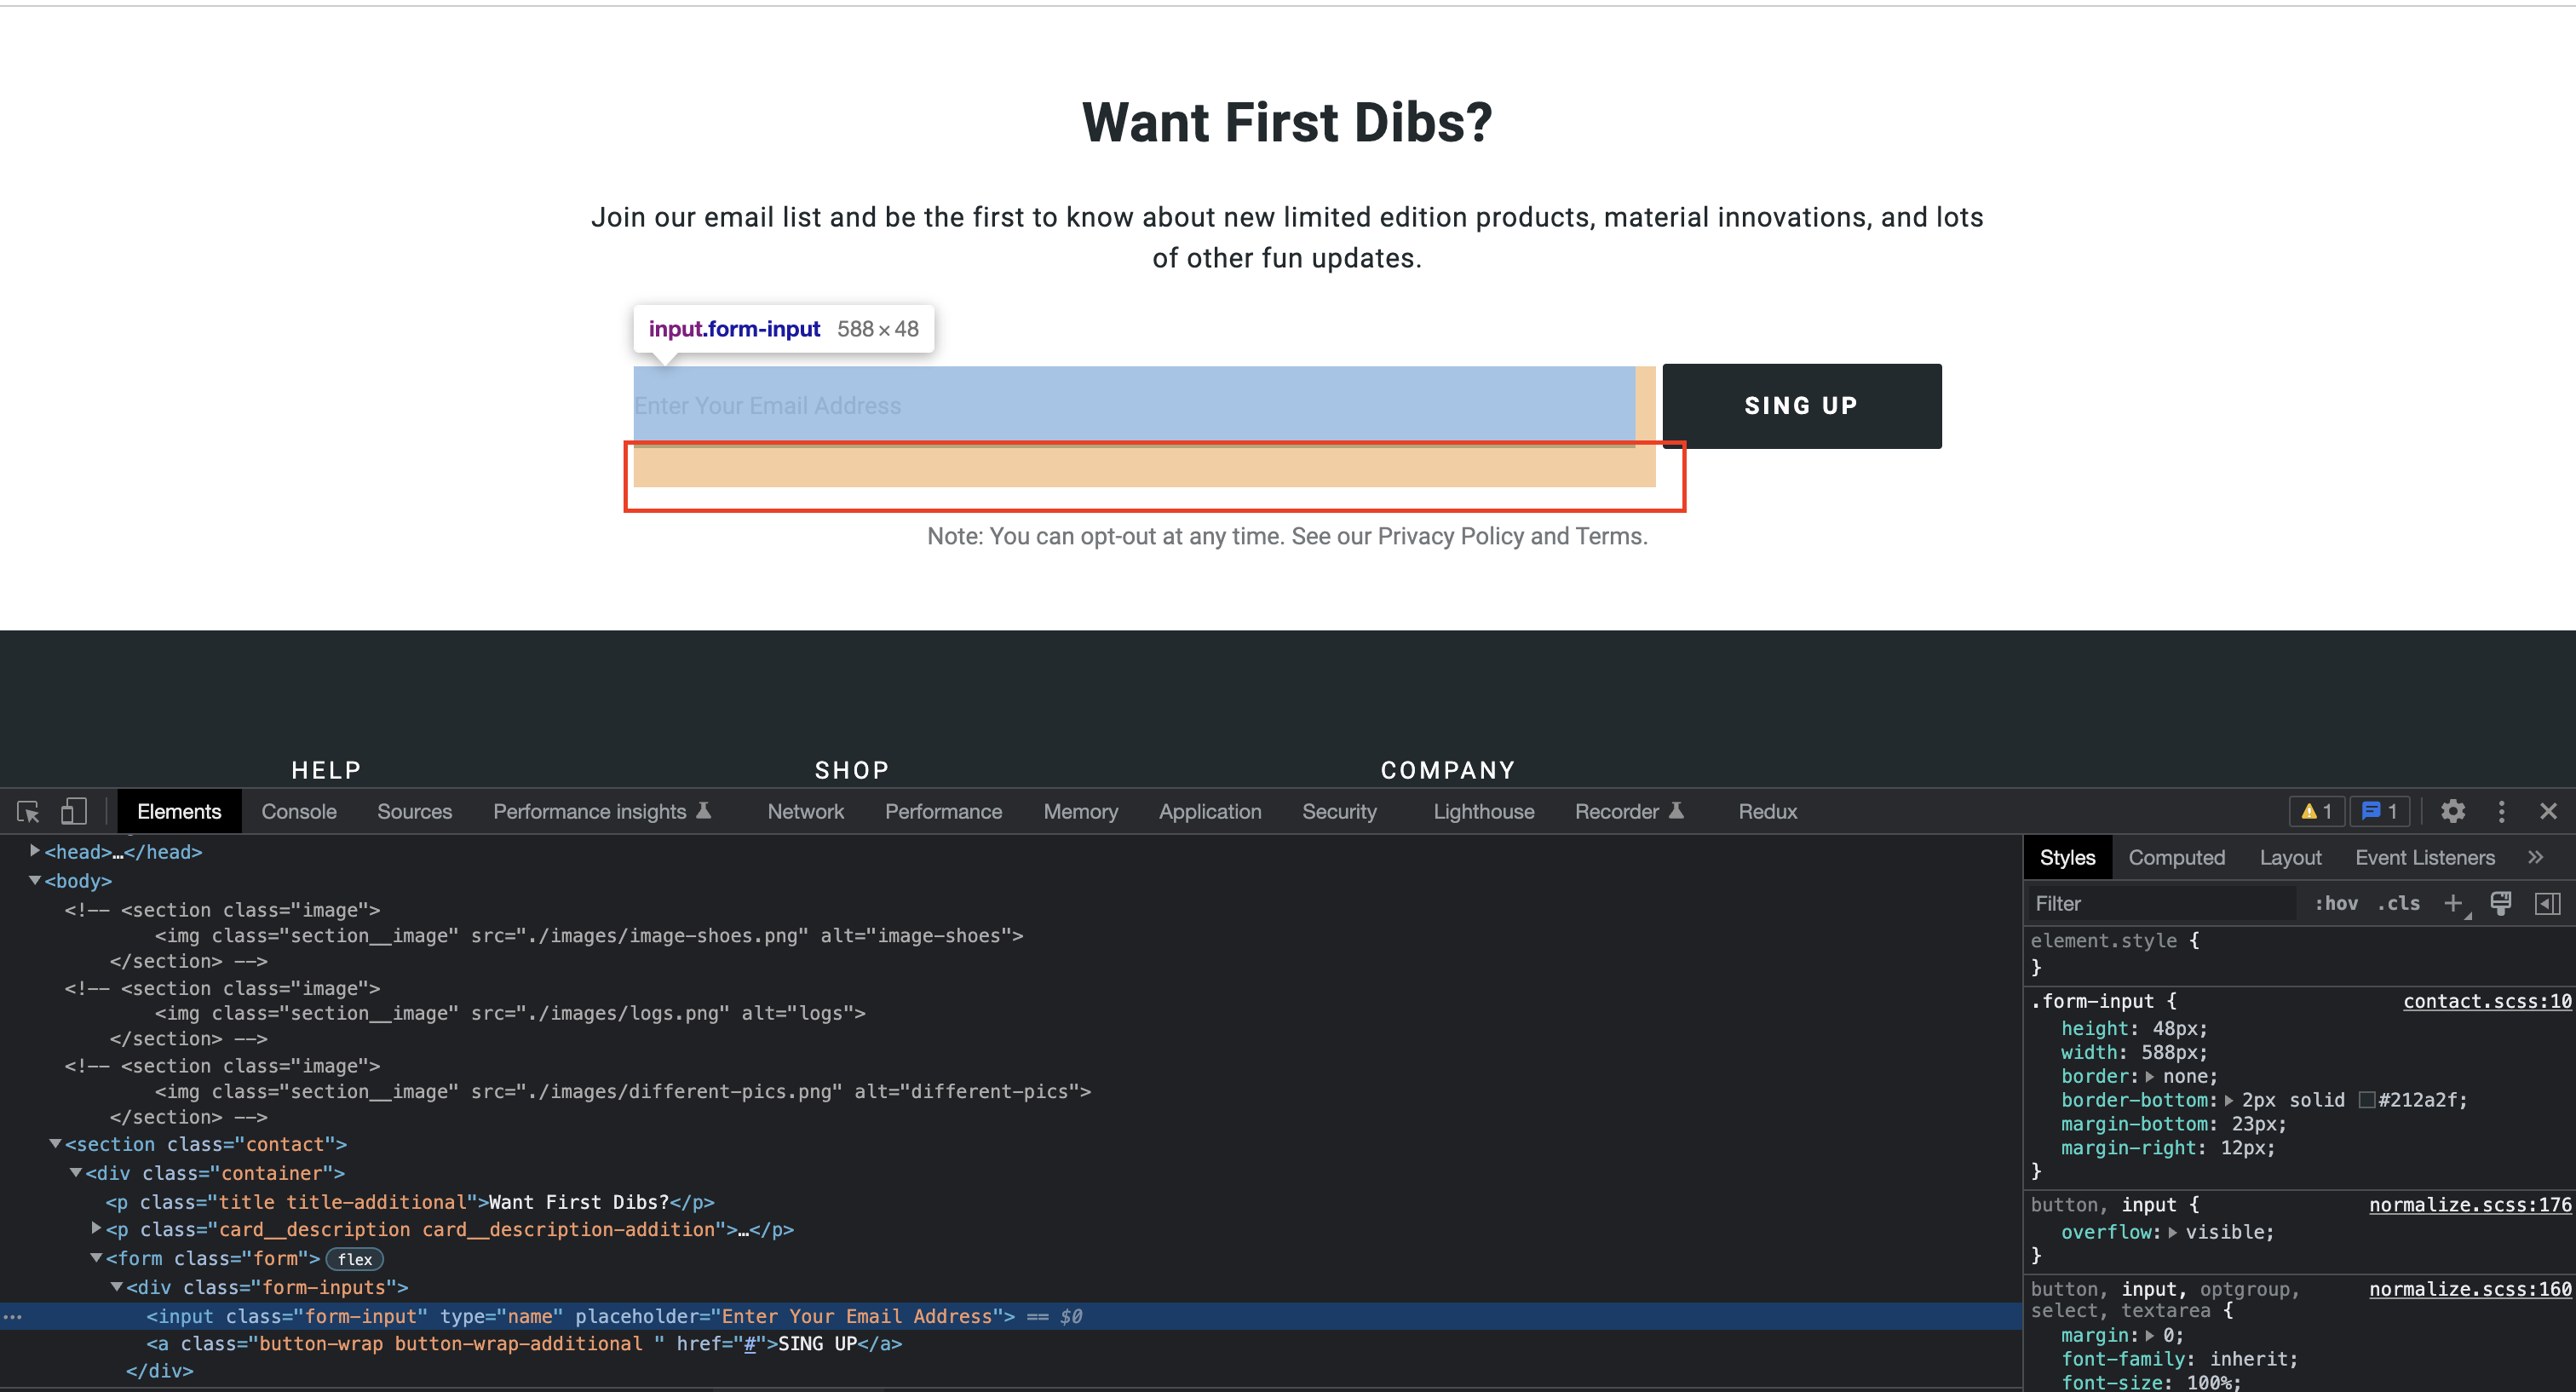 Want First Dibs?
Join our email list and be the first to know about new limited edition products, material innovations, and lots
of other fun updates.
input.form-input 588 × 48
Enter Your Email Address
SING UP
Note: You can opt-out at any time. See our Privacy Policy and Terms.
HELP SHOP COMPANY
Elements Console Sources Performance insights Network Performance Memory Application Security Lighthouse Recorder Redux 1 1
<head>…</head>
<body>
<!-- <section class="image">
<img class="section__image" src="./images/image-shoes.png" alt="image-shoes">
</section> -->
<!-- <section class="image">
<img class="section__image" src="./images/logs.png" alt="logs">
</section> -->
<!-- <section class="image">
<img class="section__image" src="./images/different-pics.png" alt="different-pics">
</section> -->
<section class="contact">
<div class="container">
<p class="title title-additional">Want First Dibs?</p>
<p class="card__description card__description-addition">…</p>
<form class="form"> flex
<div class="form-inputs">
<input class="form-input" type="name" placeholder="Enter Your Email Address"> == $0
<a class="button-wrap button-wrap-additional " href="#">SING UP</a>
</div>
Styles Computed Layout Event Listeners »
Filter :hov .cls +
element.style {
}
.form-input { contact.scss:10
height: 48px;
width: 588px;
border: none;
border-bottom: 2px solid #212a2f;
margin-bottom: 23px;
margin-right: 12px;
}
button, input { normalize.scss:176
overflow: visible;
}
button, input, optgroup, normalize.scss:160
select, textarea {
margin: 0;
font-family: inherit;
font-size: 100%;